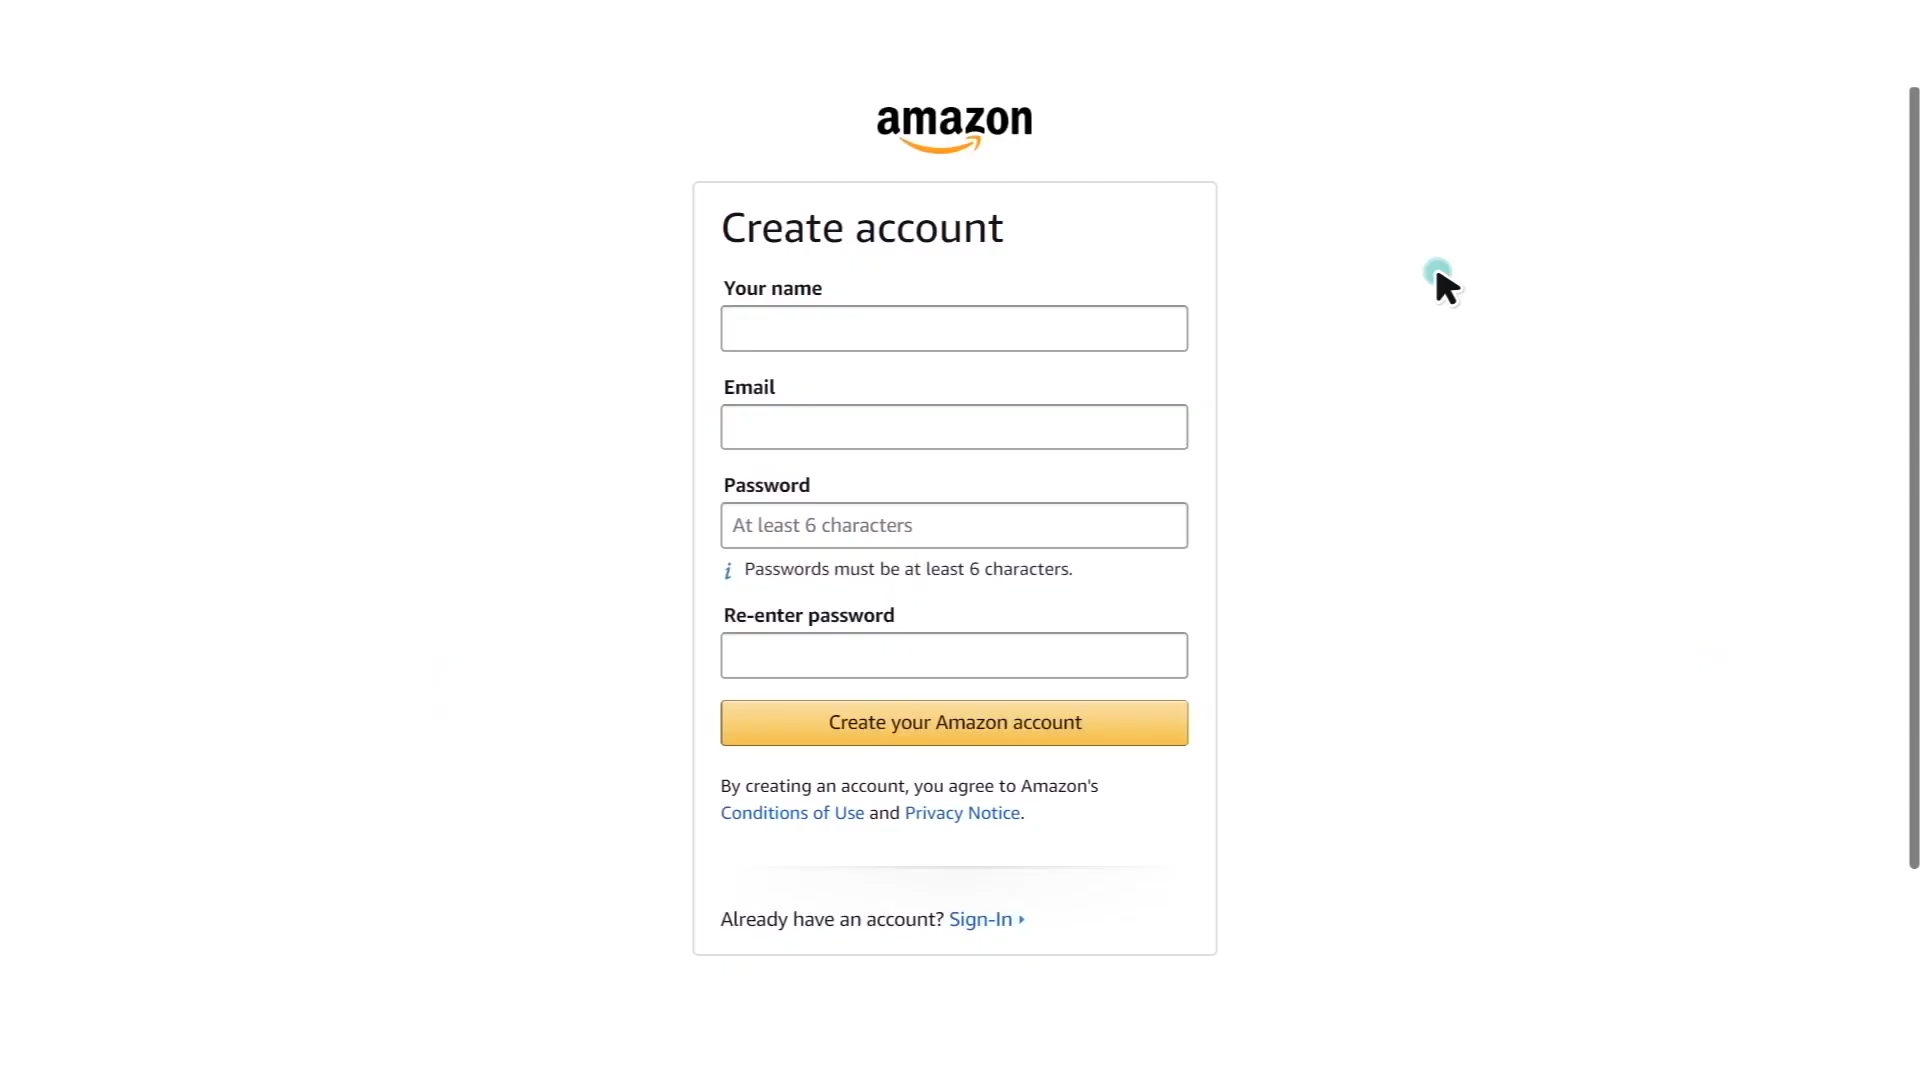 amazon
Create account
Your name
Email
Password
At least 6 characters
i Passwords must be at least 6 characters.
Re-enter password
Create your Amazon account
By creating an account, you agree to Amazon's
Conditions of Use and Privacy Notice.
Already have an account? Sign-In